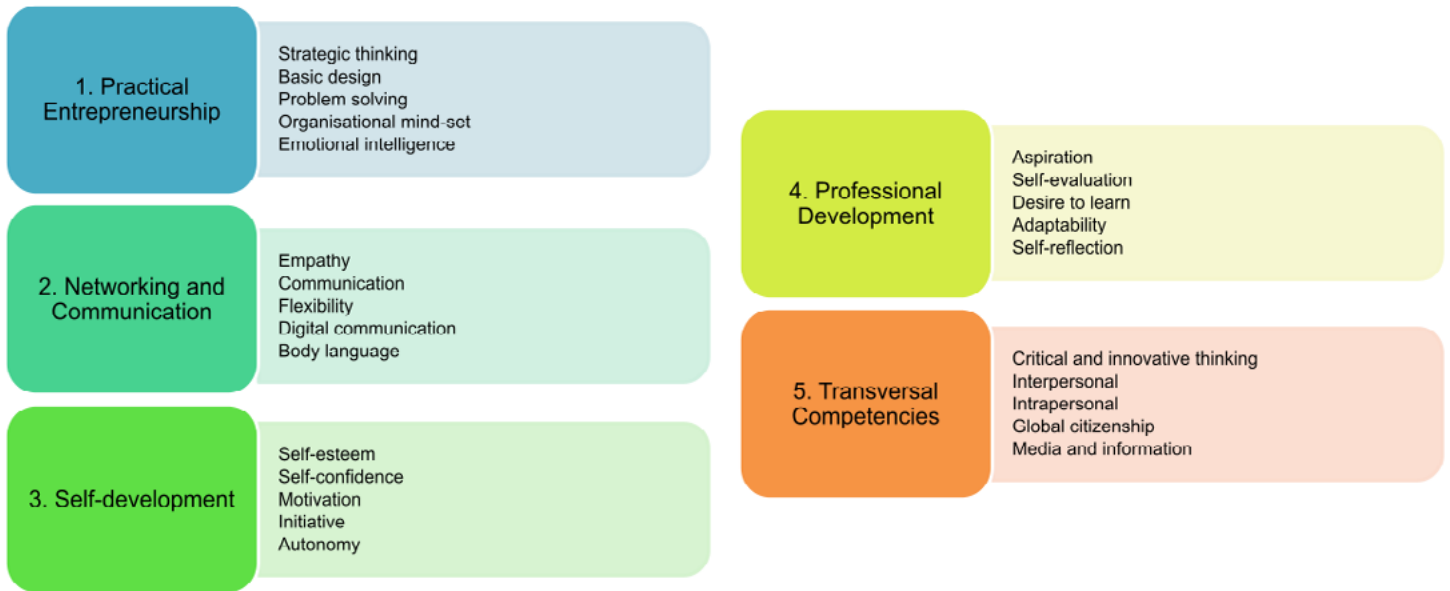 1. Practical
Entrepreneurship
Strategic thinking
Basic design
Problem solving
Organisational mind-set
Emotional intelligence
2. Networking and
Communication
Empathy
Communication
Flexibility
Digital communication
Body language
3. Self-development
Self-esteem
Self-confidence
Motivation
Initiative
Autonomy
4. Professional
Development
Aspiration
Self-evaluation
Desire to learn
Adaptability
Self-reflection
5. Transversal
Competencies
Critical and innovative thinking
Interpersonal
Intrapersonal
Global citizenship
Media and information